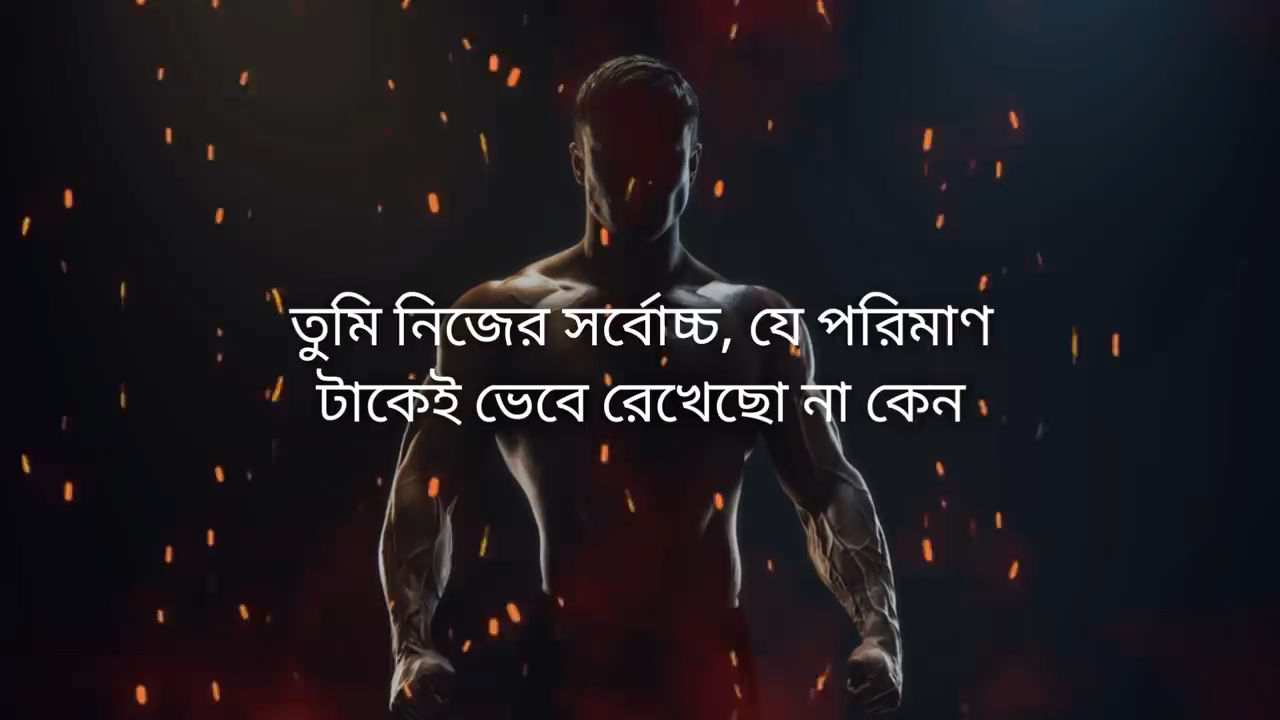 তুমি নিজের সর্বোচ্চ, যে পরিমাণ
টাকেই ভেবে রেখেছো না কেন